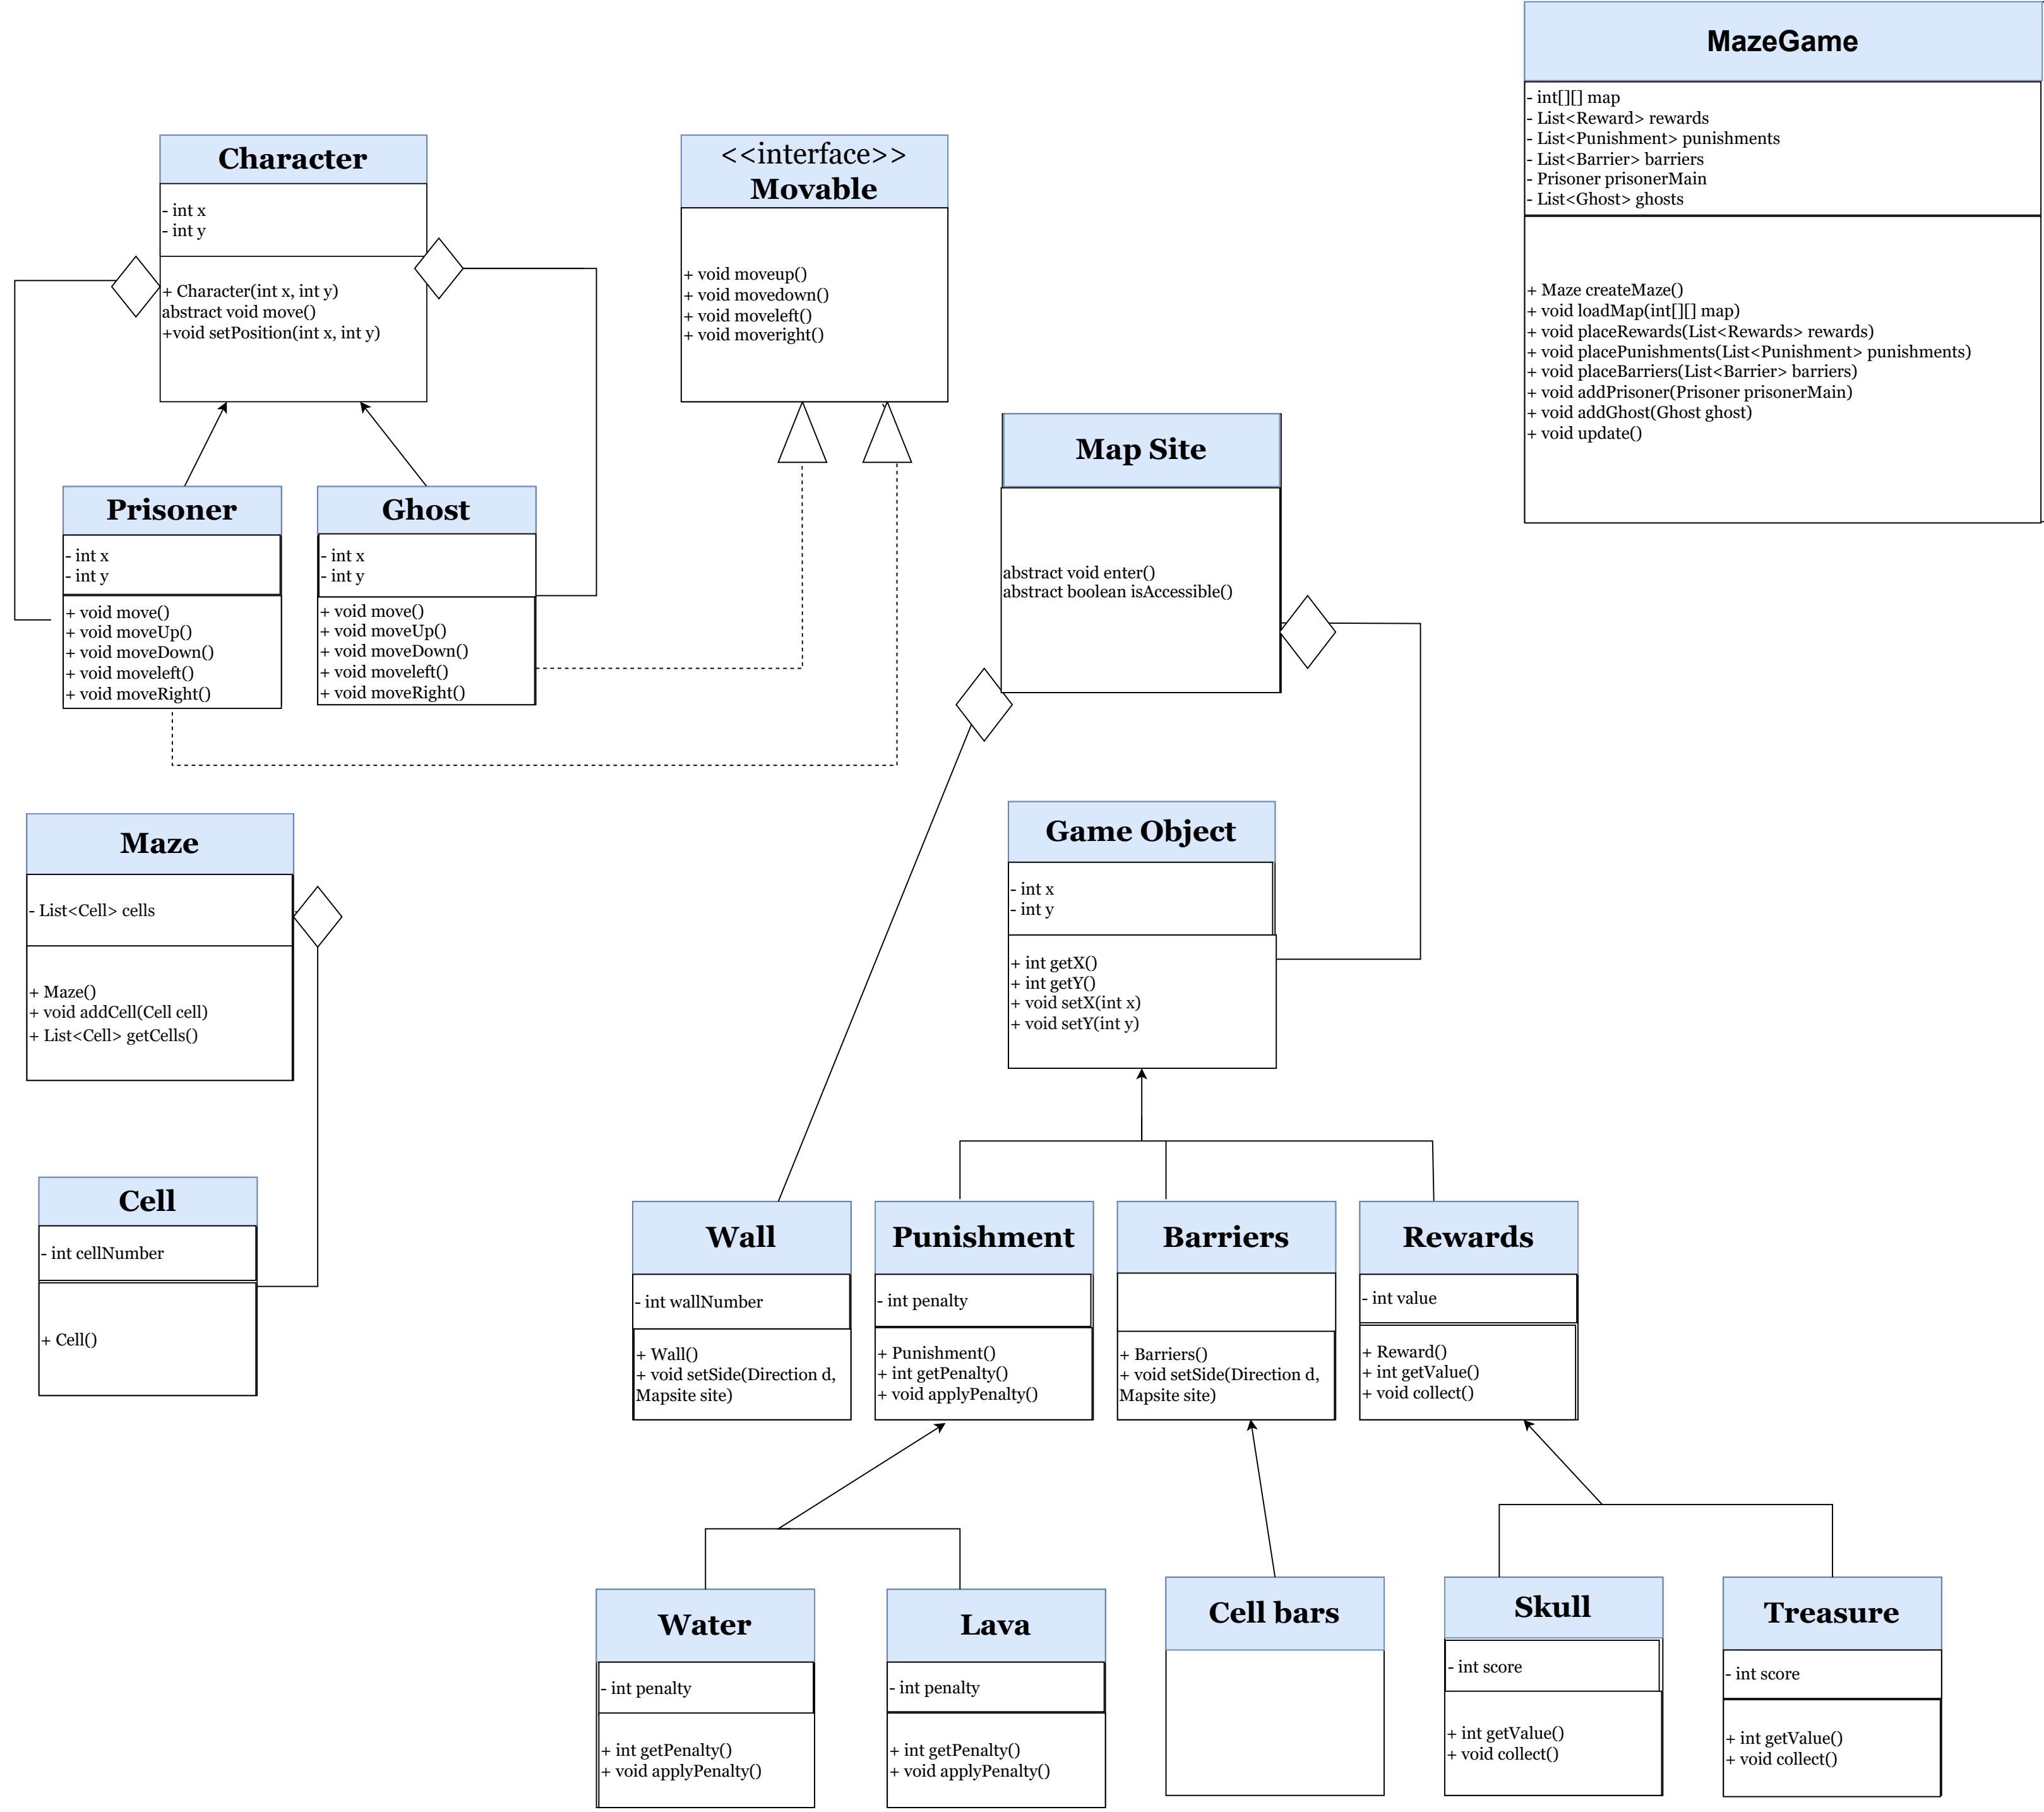 MazeGame
- int[][] map
- List<Reward> rewards
- List<Punishment> punishments
- List<Barrier> barriers
- Prisoner prisonerMain
- List<Ghost> ghosts
+ Maze createMaze()
+ void loadMap(int[][] map)
+ void placeRewards(List<Rewards> rewards)
+ void placePunishments(List<Punishment> punishments)
+ void placeBarriers(List<Barrier> barriers)
+ void addPrisoner(Prisoner prisonerMain)
+ void addGhost(Ghost ghost)
+ void update()
Character
- int x
- int y
+ Character(int x, int y)
abstract void move()
+void setPosition(int x, int y)
<<interface>>
Movable
+ void moveup()
+ void movedown()
+ void moveleft()
+ void moveright()
Map Site
abstract void enter()
abstract boolean isAccessible()
Prisoner
- int x
- int y
+ void move()
+ void moveUp()
+ void moveDown()
+ void moveleft()
+ void moveRight()
Ghost
- int x
- int y
+ void move()
+ void moveUp()
+ void moveDown()
+ void moveleft()
+ void moveRight()
Maze
- List<Cell> cells
+ Maze()
+ void addCell(Cell cell)
+ List<Cell> getCells()
Game Object
- int x
- int y
+ int getX()
+ int getY()
+ void setX(int x)
+ void setY(int y)
Cell
- int cellNumber
+ Cell()
Wall
- int wallNumber
+ Wall()
+ void setSide(Direction d,
Mapsite site)
Punishment
- int penalty
+ Punishment()
+ int getPenalty()
+ void applyPenalty()
Barriers
+ Barriers()
+ void setSide(Direction d,
Mapsite site)
Rewards
- int value
+ Reward()
+ int getValue()
+ void collect()
Water
- int penalty
+ int getPenalty()
+ void applyPenalty()
Lava
- int penalty
+ int getPenalty()
+ void applyPenalty()
Cell bars
Skull
- int score
+ int getValue()
+ void collect()
Treasure
- int score
+ int getValue()
+ void collect()